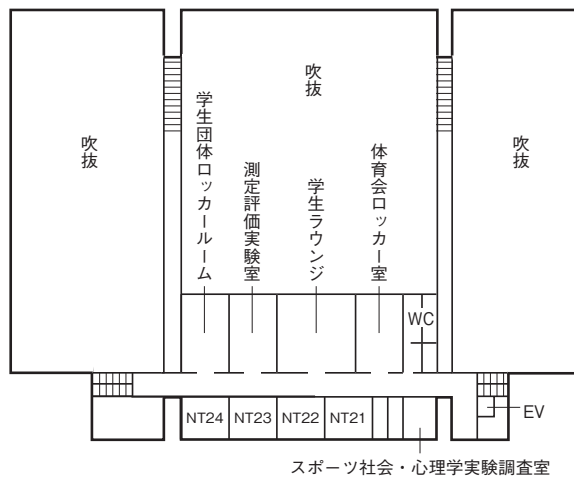 吹抜
吹抜
吹抜
学生団体ロッカールーム
測定評価実験室
学生ラウンジ
体育会ロッカー室
WC
NT24
NT23
NT22
NT21
EV
スポーツ社会・心理学実験調査室